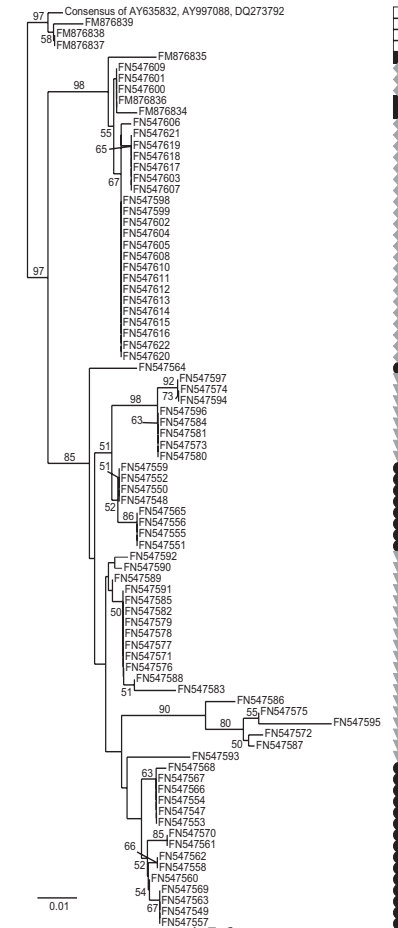 Consensus of AY635832, AY997088, DQ273792
97
FM876839
58
FM876838
FM876837
FM876835
98
FN547609
FN547601
FN547600
FM876836
FM876834
55
FN547606
FN547621
65
FN547619
FN547618
FN547617
67
FN547603
FN547607
FN547598
FN547599
FN547602
FN547604
FN547605
FN547608
FN547610
97
FN547611
FN547612
FN547613
FN547614
FN547615
FN547616
FN547622
FN547620
FN547564
92
FN547597
FN547574
73
FN547594
98
FN547596
63
FN547584
FN547581
FN547573
FN547580
51
85
51
FN547559
FN547552
FN547550
FN547548
52
FN547565
86
FN547556
FN547555
FN547551
FN547592
FN547590
FN547589
FN547591
FN547585
50
FN547582
FN547579
FN547578
FN547577
FN547571
FN547576
FN547588
51
FN547583
FN547586
90
55
FN547575
80
FN547595
FN547572
50
FN547587
FN547593
FN547568
63
FN547567
FN547566
FN547554
FN547547
FN547553
85
FN547570
FN547561
66
FN547562
52
FN547558
FN547560
54
FN547569
FN547563
67
FN547549
FN547557
0.01